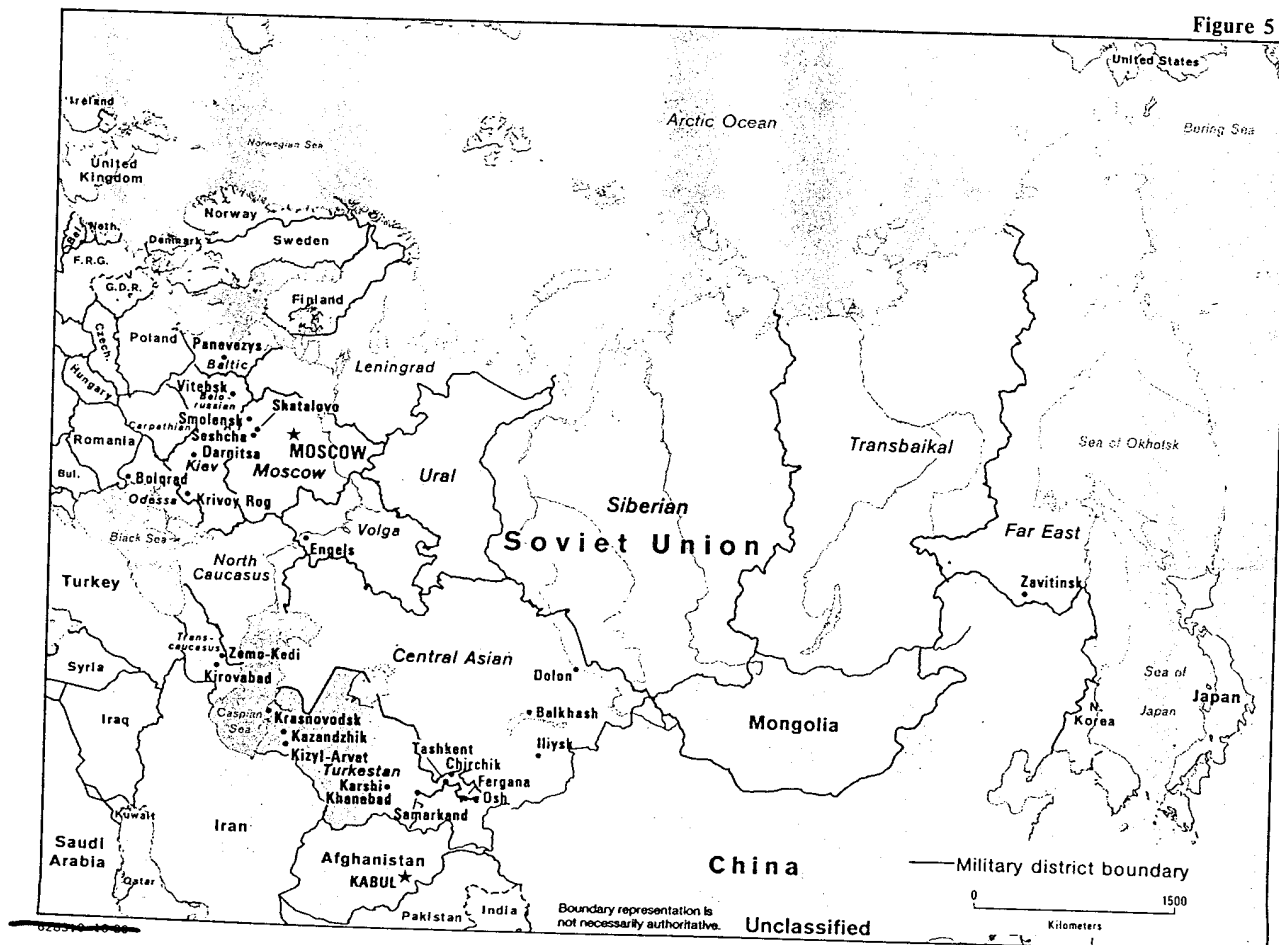 Figure 5
United States
Ireland
Arctic Ocean
Bering Sea
Norwegian Sea
United
Kingdom
Norway
Neth.
Bel.
Denmark
Sweden
F.R.G.
G.D.R.
Finland
Czech.
Poland
Panevezys
Baltic
Leningrad
Hungary
Vitebsk
Belo-
russian
Skatalovo
Smolensk
Carpathian
Seshcha
MOSCOW
Romania
Darnitsa
Kiev
Moscow
Ural
Transbaikal
Sea of Okhotsk
Bul.
Bolgrad
Odessa
Krivoy Rog
Siberian
Volga
Black Sea
Engels
Soviet Union
Far East
North
Caucasus
Turkey
Zavitinsk
Trans-
caucasus
Zemo-Kedi
Central Asian
Syria
Kirovabad
Dolon
Sea of
Japan
Japan
Iraq
Caspian
Sea
Krasnovodsk
Balkhash
Mongolia
N.
Korea
Kazandzhik
Kizyl-Arvat
Iliysk
Tashkent
Chirchik
Turkestan
Fergana
Karshi
Khanebad
Osh
Samarkand
Kuwait
Iran
Saudi
Arabia
Afghanistan
KABUL
China
Military district boundary
Qatar
0 1500
Kilometers
Pakistan
India
Boundary representation is
not necessarily authoritative.
Unclassified